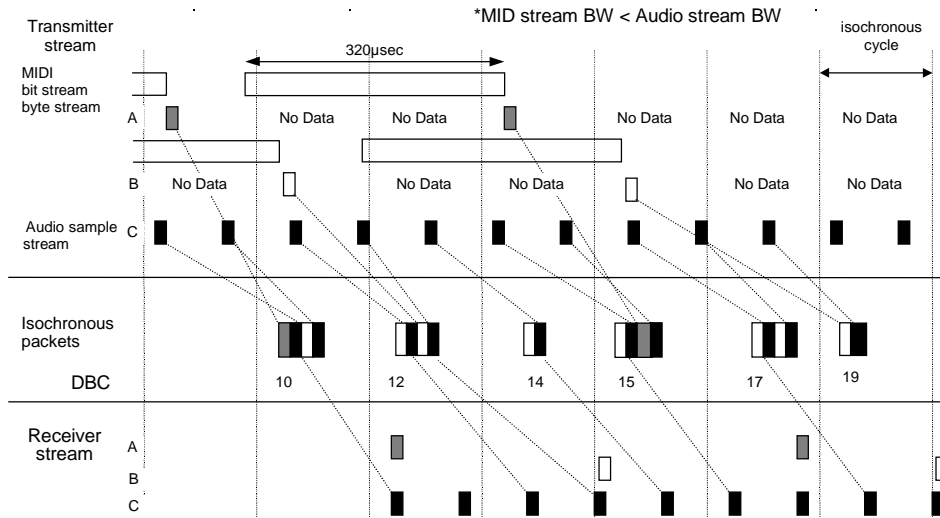 *MID stream BW < Audio stream BW
Transmitter
stream
320μsec
isochronous
cycle
MIDI
bit stream
byte stream
A No Data No Data No Data No Data No Data
B No Data No Data No Data No Data No Data
Audio sample
stream
C
Isochronous
packets
DBC 10 12 14 15 17 19
Receiver
stream
A
B
C